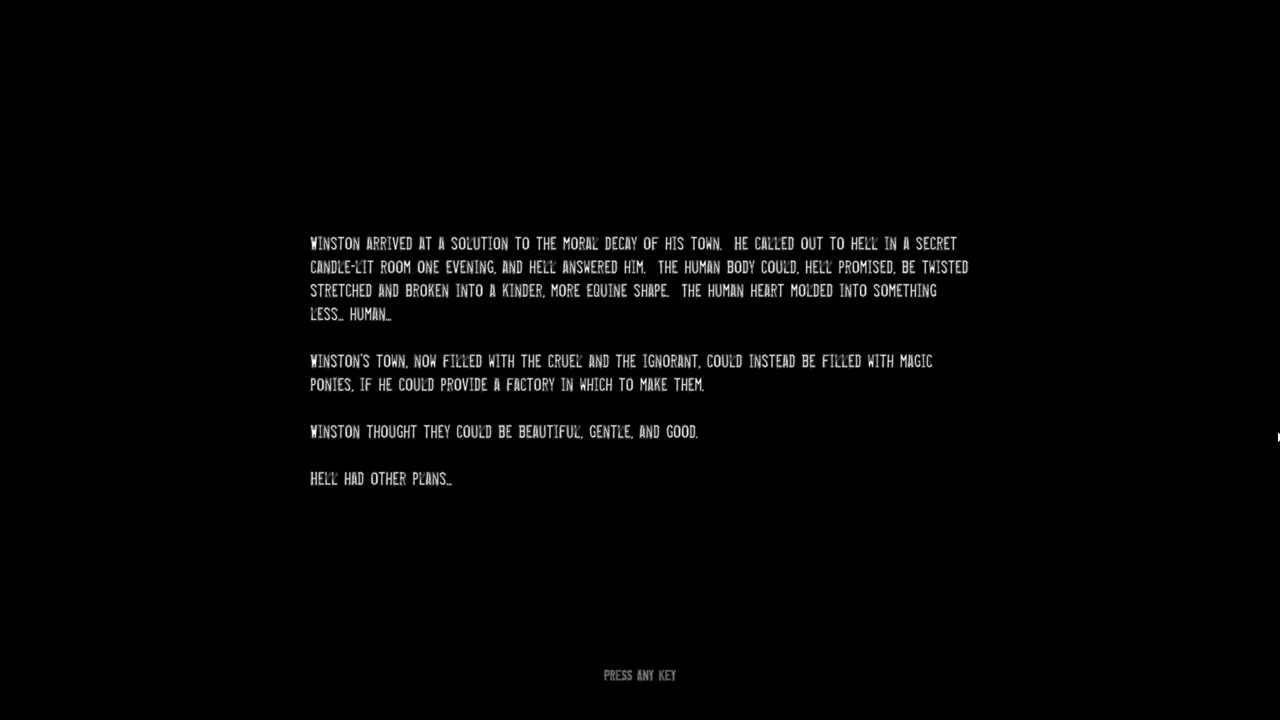 WINSTON ARRIVED AT A SOLUTION TO THE MORAL DECAY OF HIS TOWN.  HE CALLED OUT TO HELL IN A SECRET
CANDLE-LIT ROOM ONE EVENING, AND HELL ANSWERED HIM.  THE HUMAN BODY COULD, HELL PROMISED, BE TWISTED
STRETCHED AND BROKEN INTO A KINDER, MORE EQUINE SHAPE.  THE HUMAN HEART MOLDED INTO SOMETHING
LESS... HUMAN...
WINSTON'S TOWN, NOW FILLED WITH THE CRUEL AND THE IGNORANT, COULD INSTEAD BE FILLED WITH MAGIC
PONIES, IF HE COULD PROVIDE A FACTORY IN WHICH TO MAKE THEM.
WINSTON THOUGHT THEY COULD BE BEAUTIFUL, GENTLE, AND GOOD.
HELL HAD OTHER PLANS...
PRESS ANY KEY